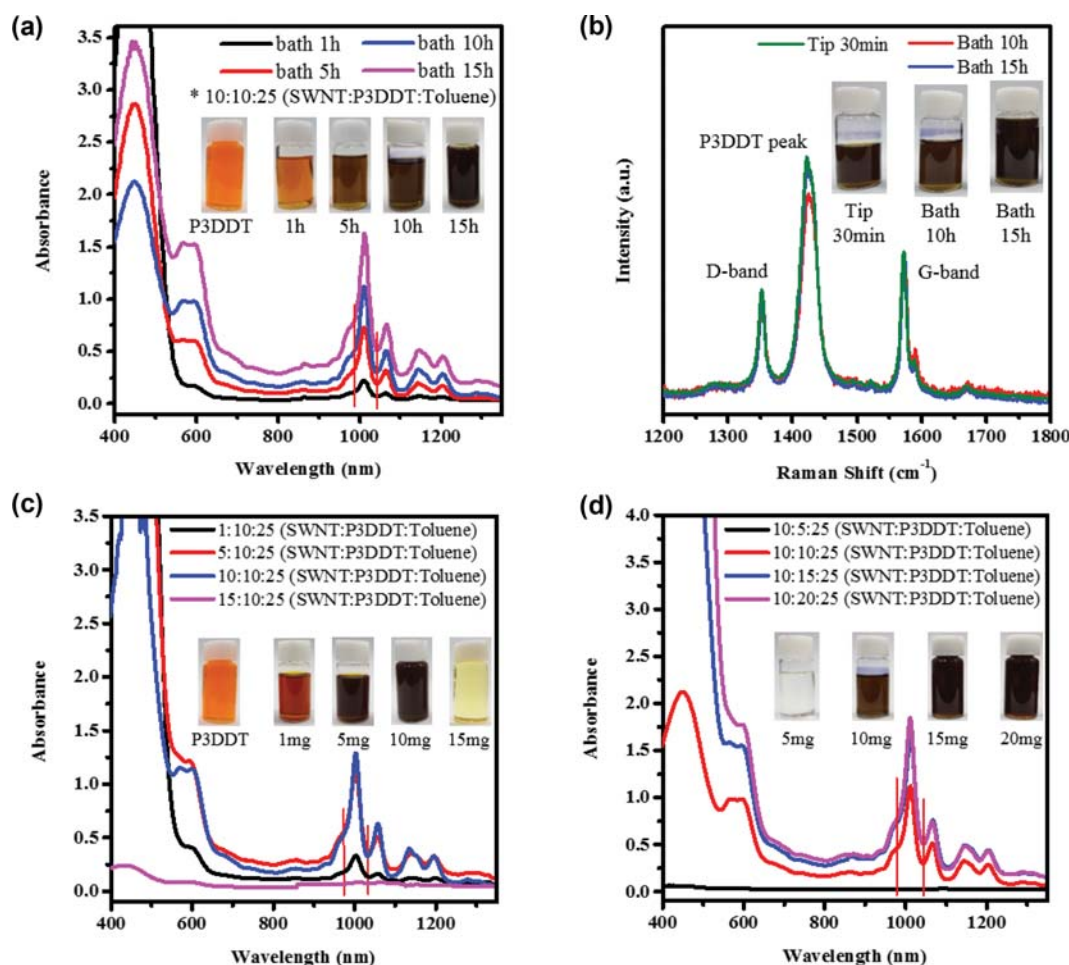 (a)
3.5
3.0
2.5
2.0
1.5
1.0
0.5
0.0
Absorbance
bath 1h
bath 10h
bath 5h
bath 15h
* 10:10:25 (SWNT:P3DDT:Toluene)
P3DDT
1h
5h
10h
15h
400 600 800 1000 1200
Wavelength (nm)
(b)
Intensity (a.u.)
Tip 30min
Bath 10h
Bath 15h
P3DDT peak
D-band
G-band
Tip
30min
Bath
10h
Bath
15h
1200 1300 1400 1500 1600 1700 1800
Raman Shift (cm⁻¹)
(c)
3.5
3.0
2.5
2.0
1.5
1.0
0.5
0.0
Absorbance
1:10:25 (SWNT:P3DDT:Toluene)
5:10:25 (SWNT:P3DDT:Toluene)
10:10:25 (SWNT:P3DDT:Toluene)
15:10:25 (SWNT:P3DDT:Toluene)
P3DDT
1mg
5mg
10mg
15mg
400 600 800 1000 1200
Wavelength (nm)
(d)
4.0
3.5
3.0
2.5
2.0
1.5
1.0
0.5
0.0
Absorbance
10:5:25 (SWNT:P3DDT:Toluene)
10:10:25 (SWNT:P3DDT:Toluene)
10:15:25 (SWNT:P3DDT:Toluene)
10:20:25 (SWNT:P3DDT:Toluene)
5mg
10mg
15mg
20mg
400 600 800 1000 1200
Wavelength (nm)